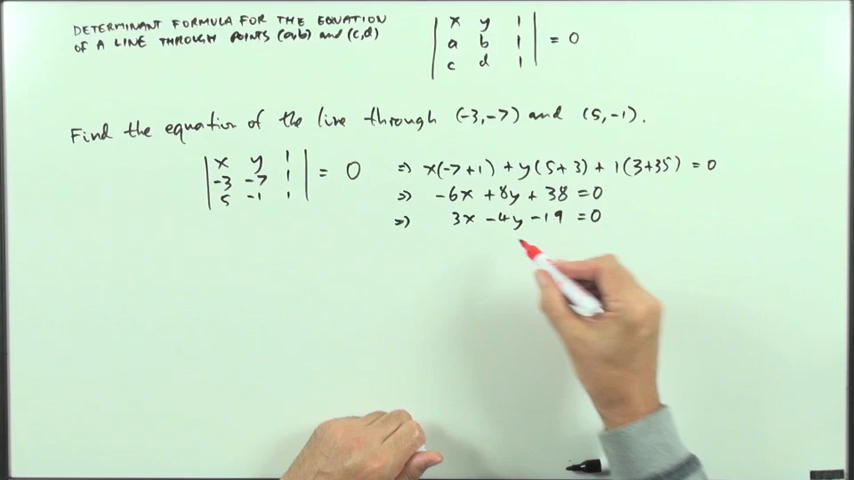 DETERMINANT FORMULA FOR THE EQUATION
OF A LINE THROUGH POINTS (a,b) and (c,d)
| x y 1 |
| a b 1 | = 0
| c d 1 |
Find the equation of the line through (-3,-7) and (5,-1).
| x y 1 |
| -3 -7 1 | = 0 => x(-7+1) + y(5+3) + 1(3+35) = 0
| 5 -1 1 |
=> -6x + 8y + 38 = 0
=> 3x - 4y - 19 = 0